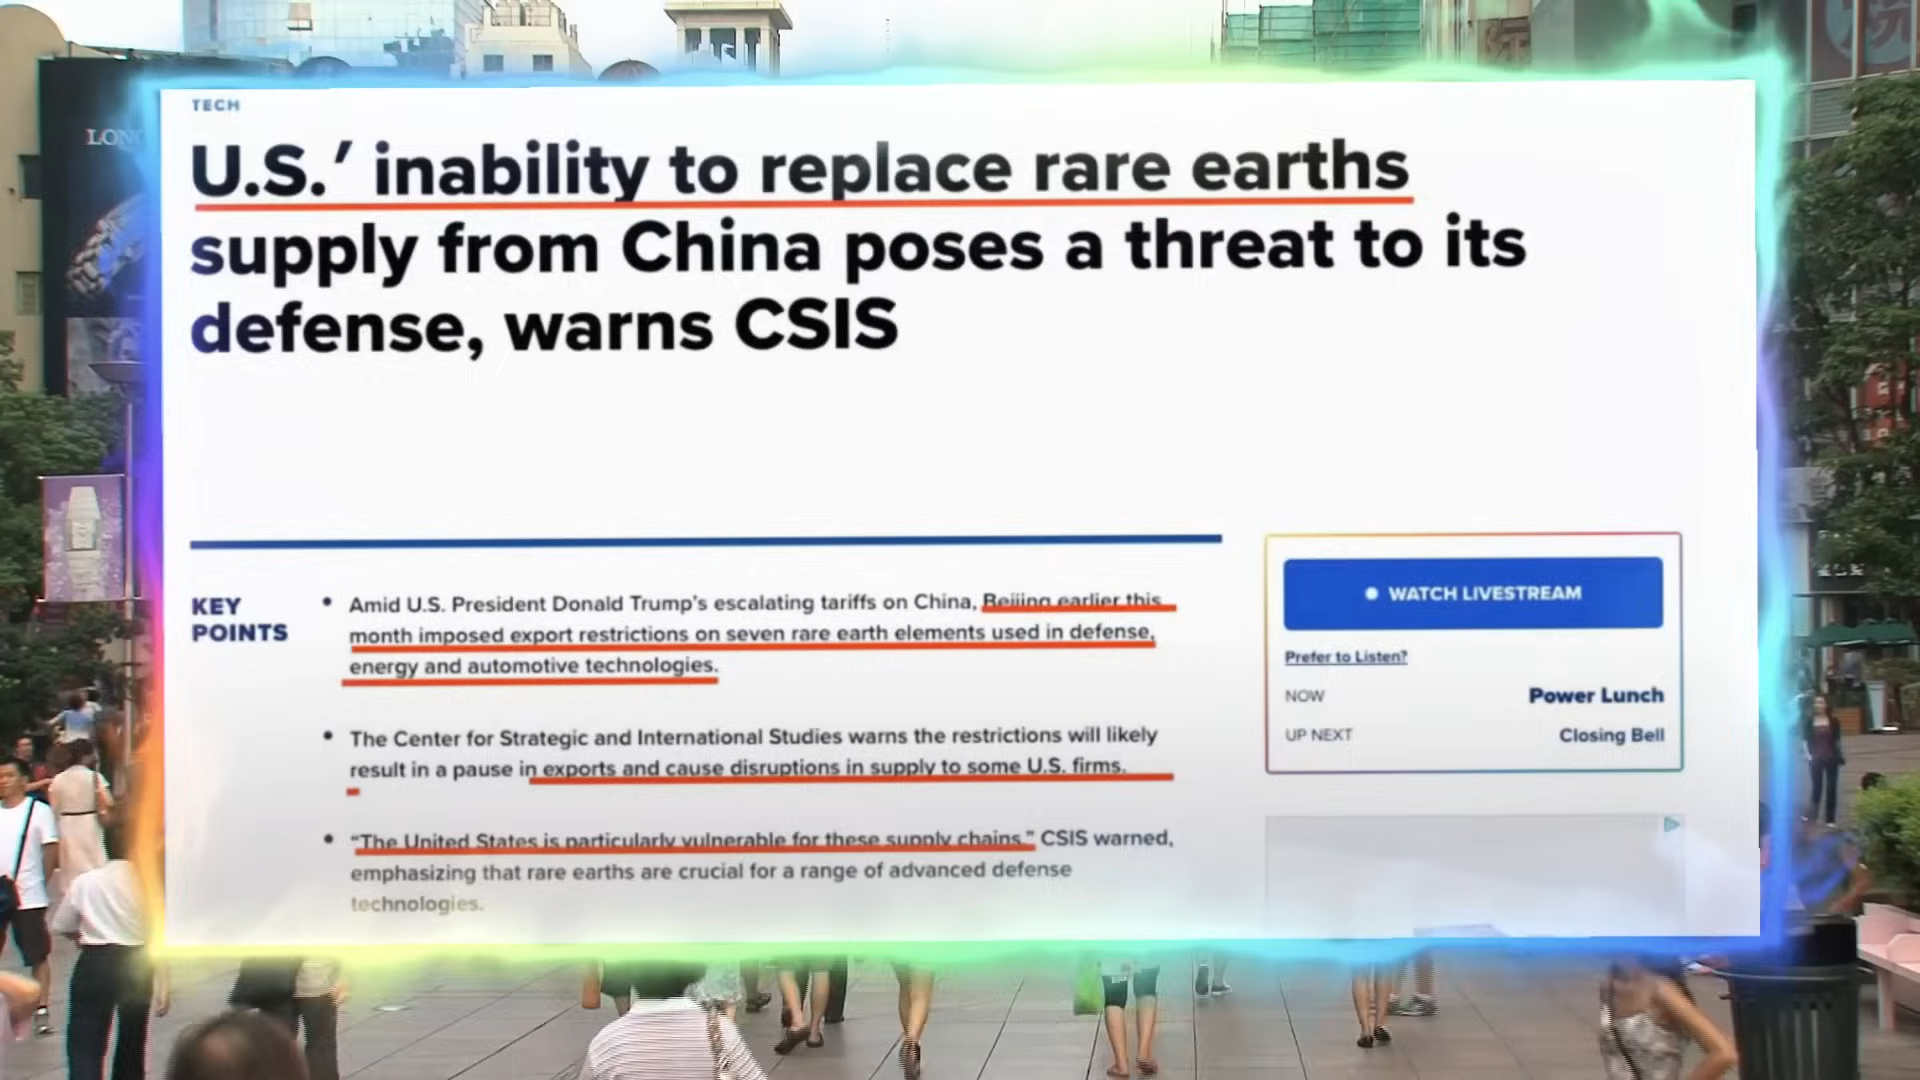 TECH
U.S.’ inability to replace rare earths
supply from China poses a threat to its
defense, warns CSIS
KEY
POINTS
• Amid U.S. President Donald Trump’s escalating tariffs on China, Beijing earlier this
month imposed export restrictions on seven rare earth elements used in defense,
energy and automotive technologies.
• The Center for Strategic and International Studies warns the restrictions will likely
result in a pause in exports and cause disruptions in supply to some U.S. firms.
• “The United States is particularly vulnerable for these supply chains,” CSIS warned,
emphasizing that rare earths are crucial for a range of advanced defense
technologies.
WATCH LIVESTREAM
Prefer to Listen?
NOW Power Lunch
UP NEXT Closing Bell